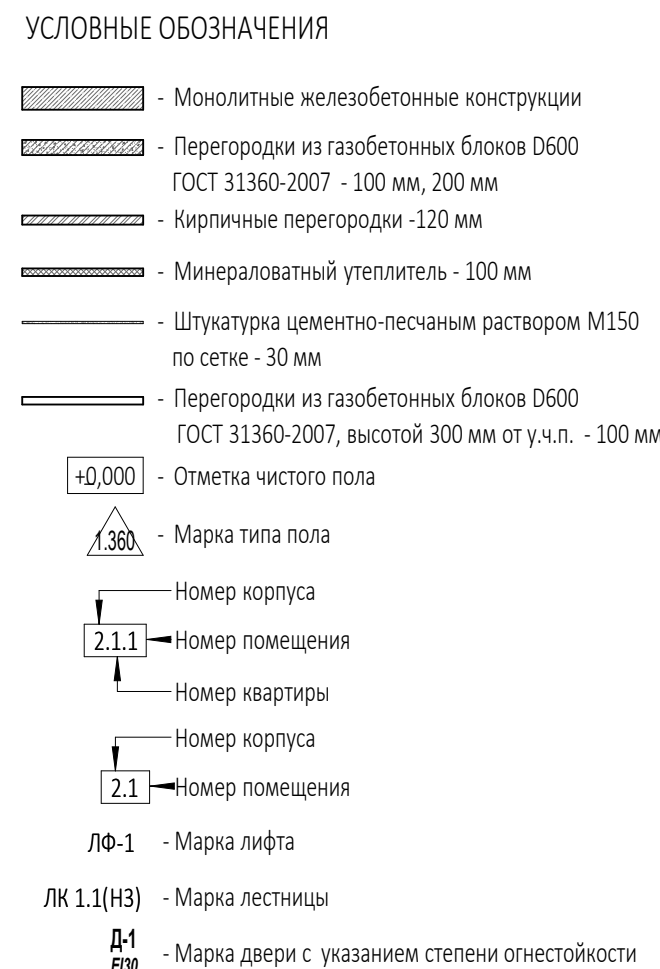 УСЛОВНЫЕ ОБОЗНАЧЕНИЯ
- Монолитные железобетонные конструкции
- Перегородки из газобетонных блоков D600
ГОСТ 31360-2007 - 100 мм, 200 мм
- Кирпичные перегородки -120 мм
- Минераловатный утеплитель - 100 мм
- Штукатурка цементно-песчаным раствором М150
по сетке - 30 мм
- Перегородки из газобетонных блоков D600
ГОСТ 31360-2007, высотой 300 мм от у.ч.п. - 100 мм
+0,000 - Отметка чистого пола
1.360 - Марка типа пола
Номер корпуса
2.1.1 Номер помещения
Номер квартиры
Номер корпуса
2.1 Номер помещения
ЛФ-1 - Марка лифта
ЛК 1.1(Н3) - Марка лестницы
Д-1
EI30 - Марка двери с указанием степени огнестойкости